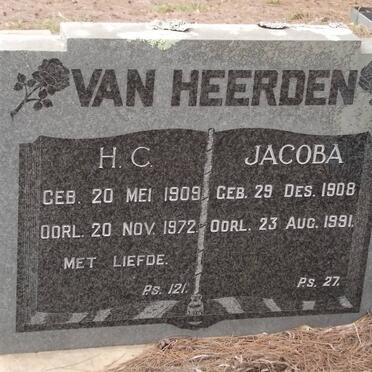 VAN HEERDEN
H. C.
GEB. 20 MEI 1909
OORL. 20 NOV. 1972.
MET LIEFDE.
Ps. 121.
JACOBA
GEB. 29 DES. 1908
OORL. 23 AUG. 1991.
Ps. 27.